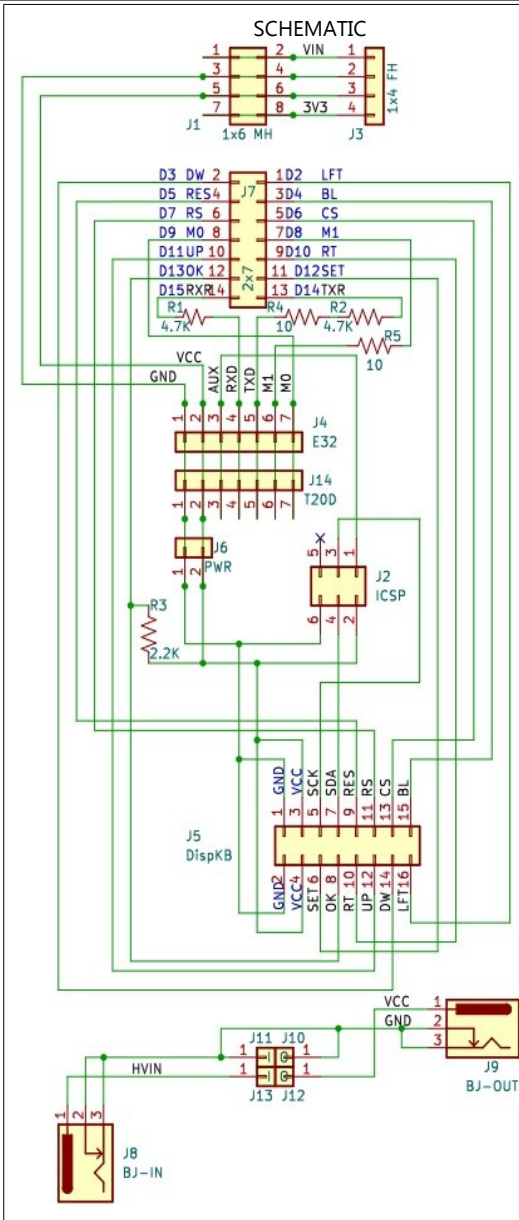 SCHEMATIC
1 2 VIN 1
3 4 2
5 6 3
7 8 3V3 4
J1 1x6 MH J3 1x4 FH
D3 DW 2 1 D2 LFT
D5 RES 4 J7 3 D4 BL
D7 RS 6 5 D6 CS
D9 M0 8 7 D8 M1
D11 UP 10 9 D10 RT
D13 OK 12 2x7 11 D12 SET
D15 RXR 14 13 D14 TXR
R1 R4 R2
4.7K 10 4.7K
R5
10
VCC
GND AUX RXD TXD M1 M0
1 2 3 4 5 6 7
J4
E32
J14
T20D
1 2 3 4 5 6 7
J6
PWR
1 2
5 3 1
J2
ICSP
6 4 2
R3
2.2K
GND VCC SCK SDA RES RS CS BL
1 3 5 7 9 11 13 15
J5
DispKB
2 4 6 8 10 12 14 16
GND VCC SET OK RT UP DW LFT
VCC 1
GND 2
3
J9
BJ-OUT
J11 J10
1 1
HVIN 1 1
J13 J12
1 2 3
J8
BJ-IN